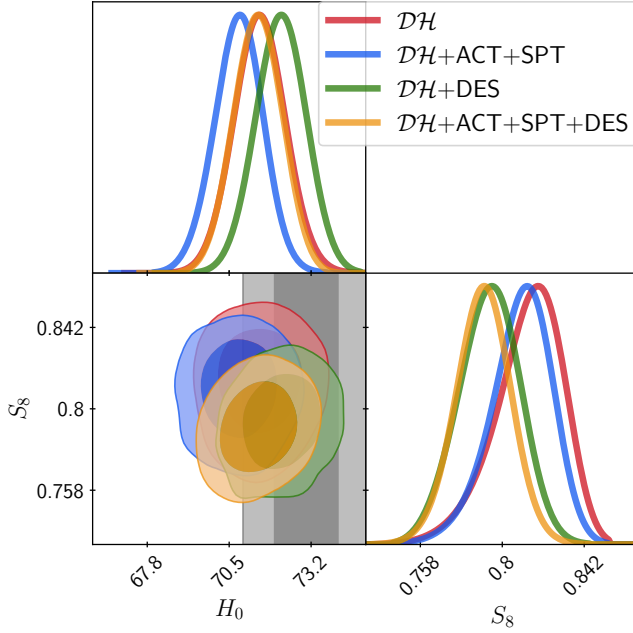 𝒟ℋ
𝒟ℋ+ACT+SPT
𝒟ℋ+DES
𝒟ℋ+ACT+SPT+DES
0.842
0.8
0.758
S₈
67.8
70.5
73.2
H₀
0.758
0.8
0.842
S₈